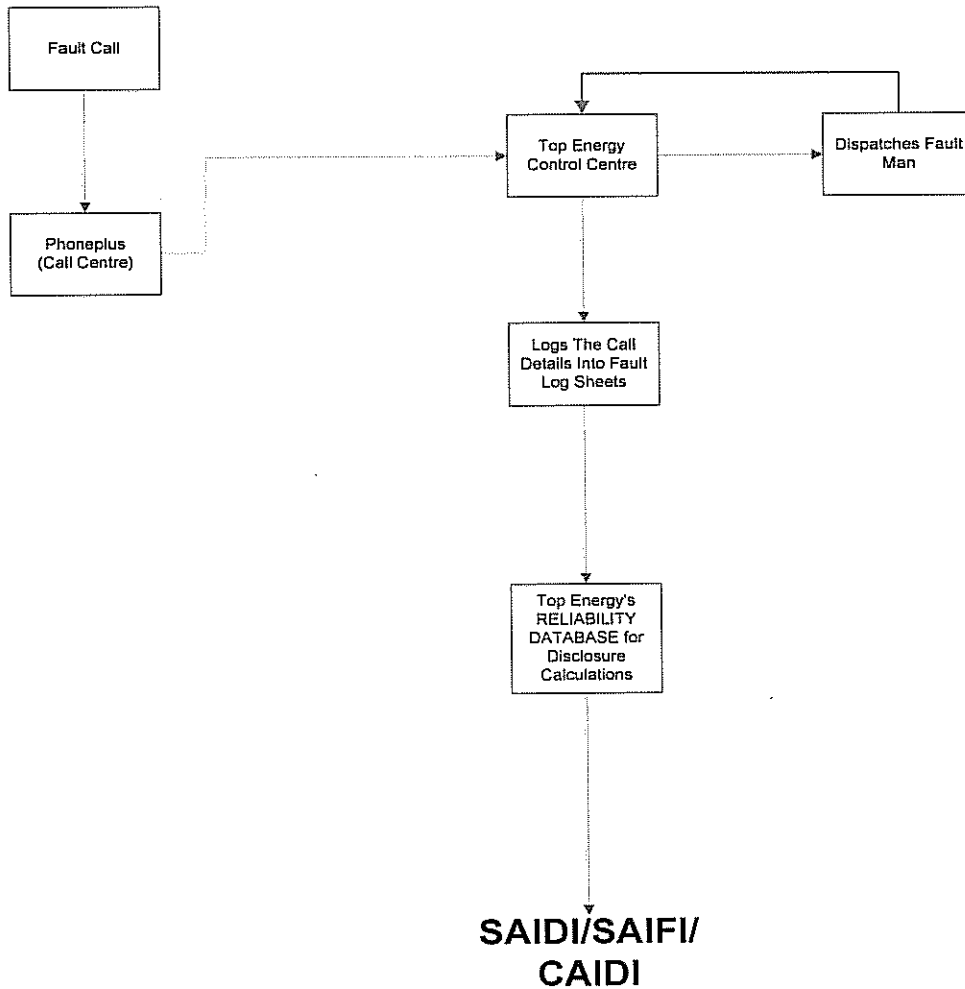 Fault Call
Top Energy
Control Centre
Dispatches Fault
Man
Phoneplus
(Call Centre)
Logs The Call
Details Into Fault
Log Sheets
Top Energy's
RELIABILITY
DATABASE for
Disclosure
Calculations
SAIDI/SAIFI/
CAIDI